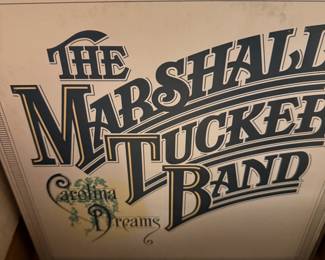 THE
MARSHALL
TUCKER
BAND
Carolina
Dreams